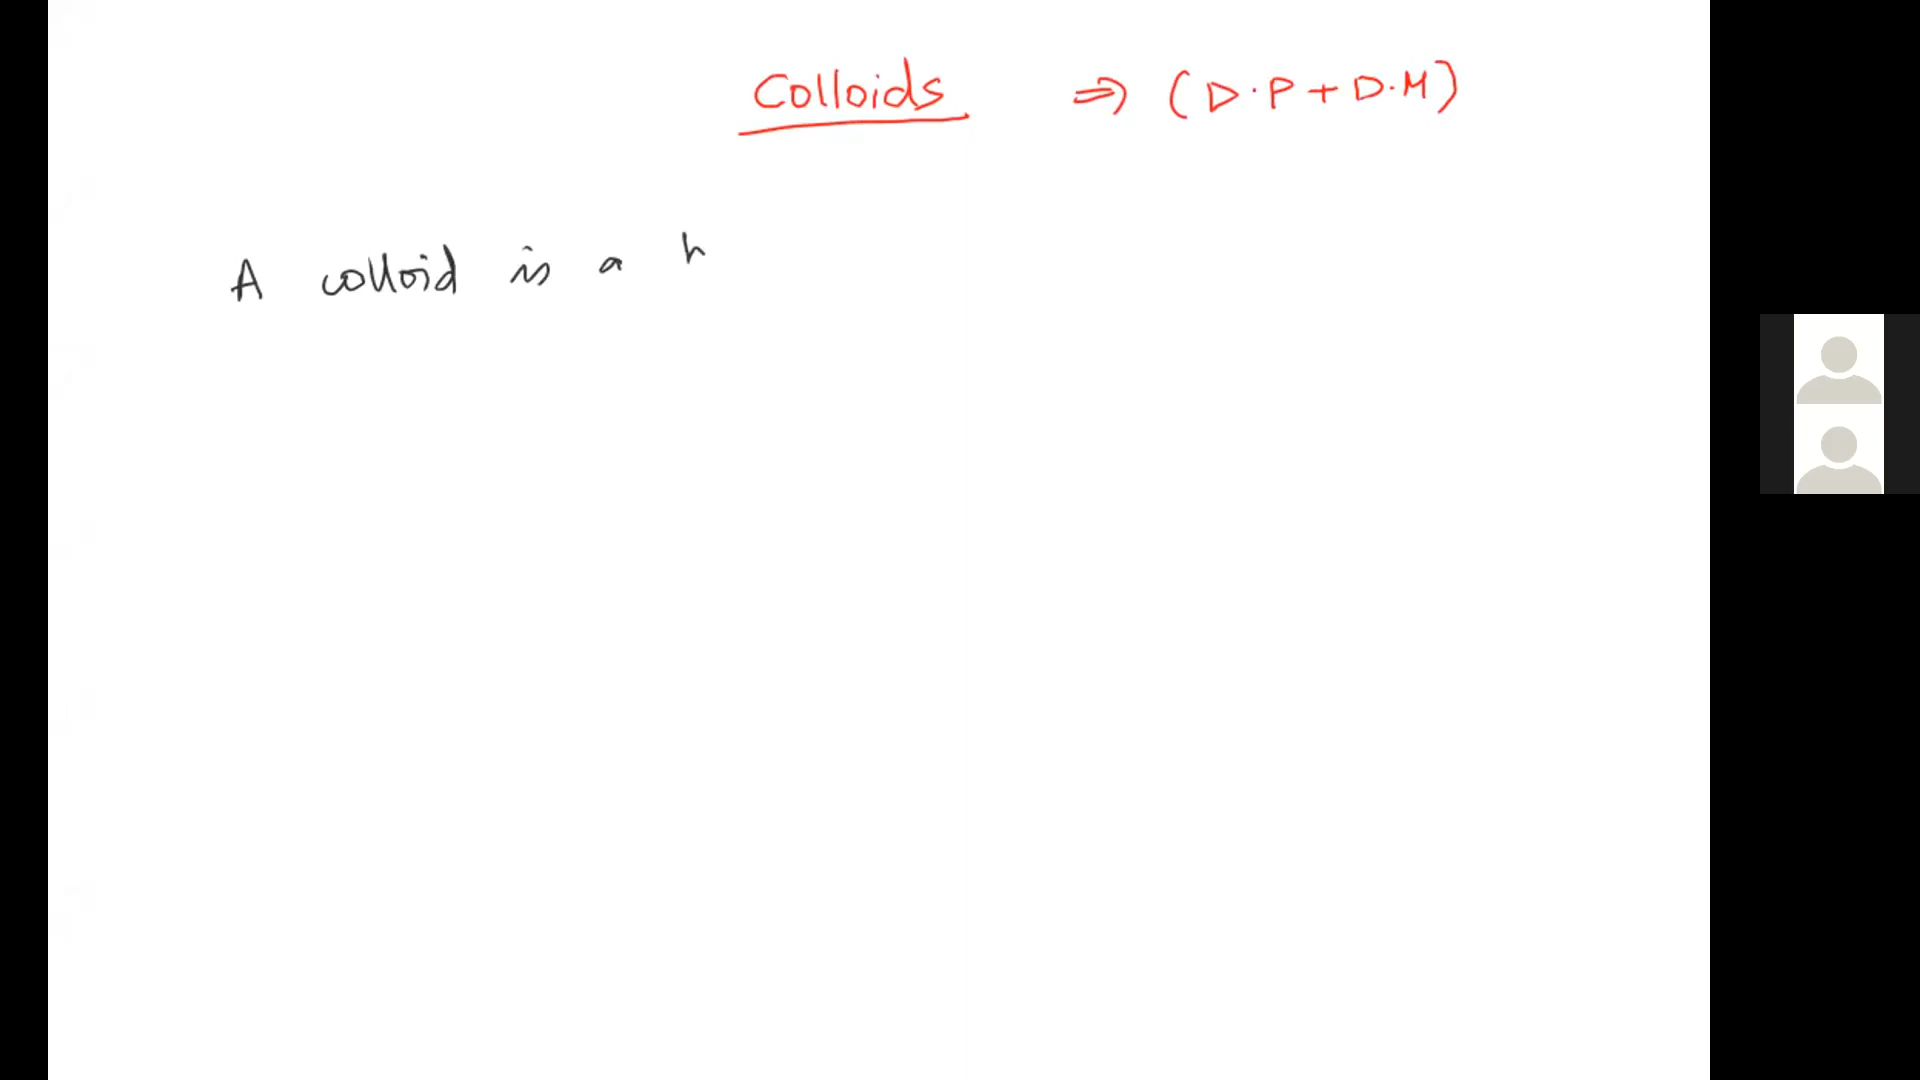 Colloids ⇒ (D.P + D.M)
A colloid is a h